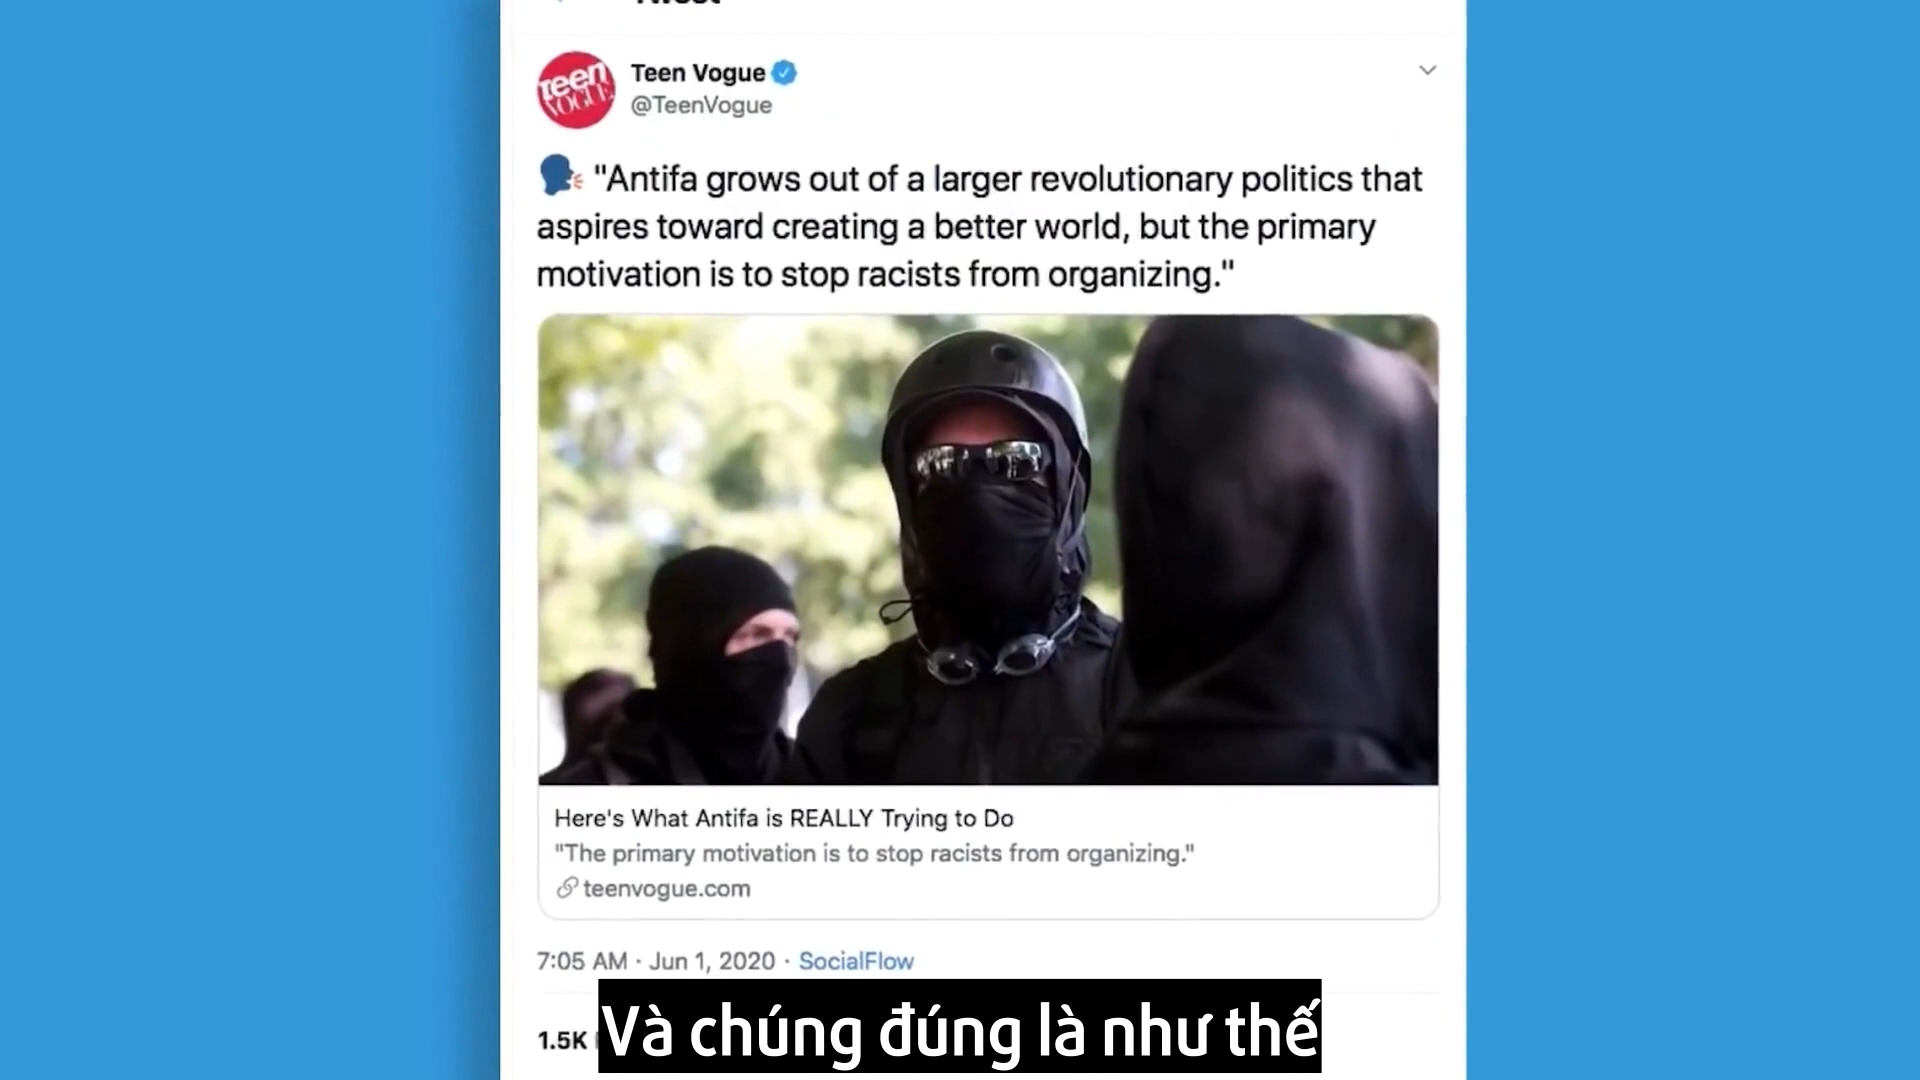 Tweet
Teen Vogue
@TeenVogue
teen VOGUE
"Antifa grows out of a larger revolutionary politics that
aspires toward creating a better world, but the primary
motivation is to stop racists from organizing."
Here's What Antifa is REALLY Trying to Do
"The primary motivation is to stop racists from organizing."
teenvogue.com
7:05 AM · Jun 1, 2020 · SocialFlow
1.5K
Và chúng đúng là như thế